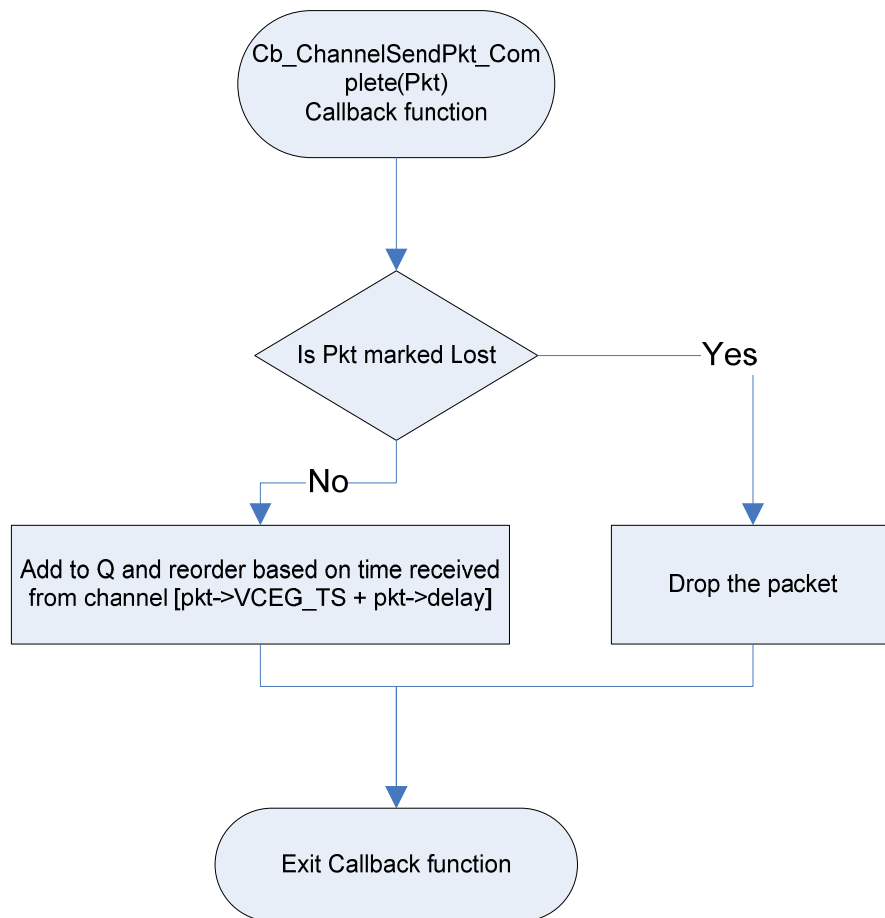 Cb_ChannelSendPkt_Com
plete(Pkt)
Callback function
Is Pkt marked Lost
Yes
No
Add to Q and reorder based on time received
from channel [pkt->VCEG_TS + pkt->delay]
Drop the packet
Exit Callback function